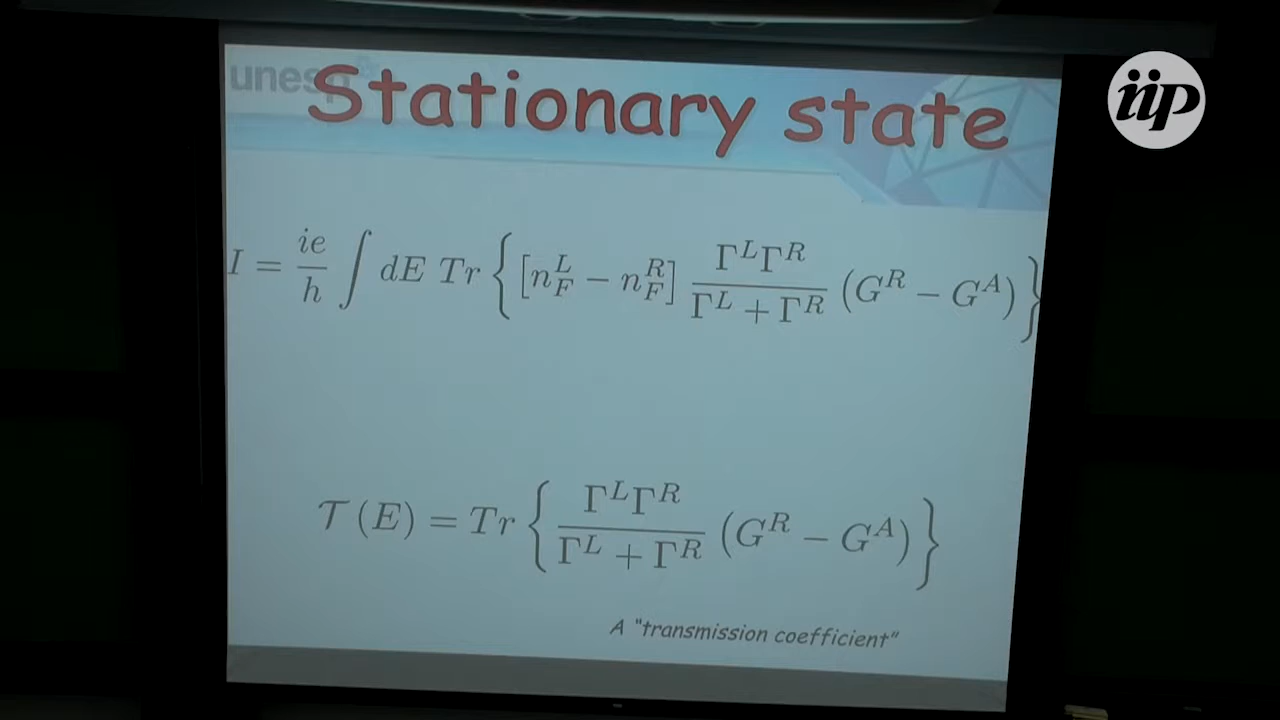 unesp
Stationary state
iip
I = \frac{ie}{h} \int dE Tr \left\{ \left[ n_F^L - n_F^R \right] \frac{\Gamma^L \Gamma^R}{\Gamma^L + \Gamma^R} \left( G^R - G^A \right) \right\}
\mathcal{T}(E) = Tr \left\{ \frac{\Gamma^L \Gamma^R}{\Gamma^L + \Gamma^R} \left( G^R - G^A \right) \right\}
A "transmission coefficient"